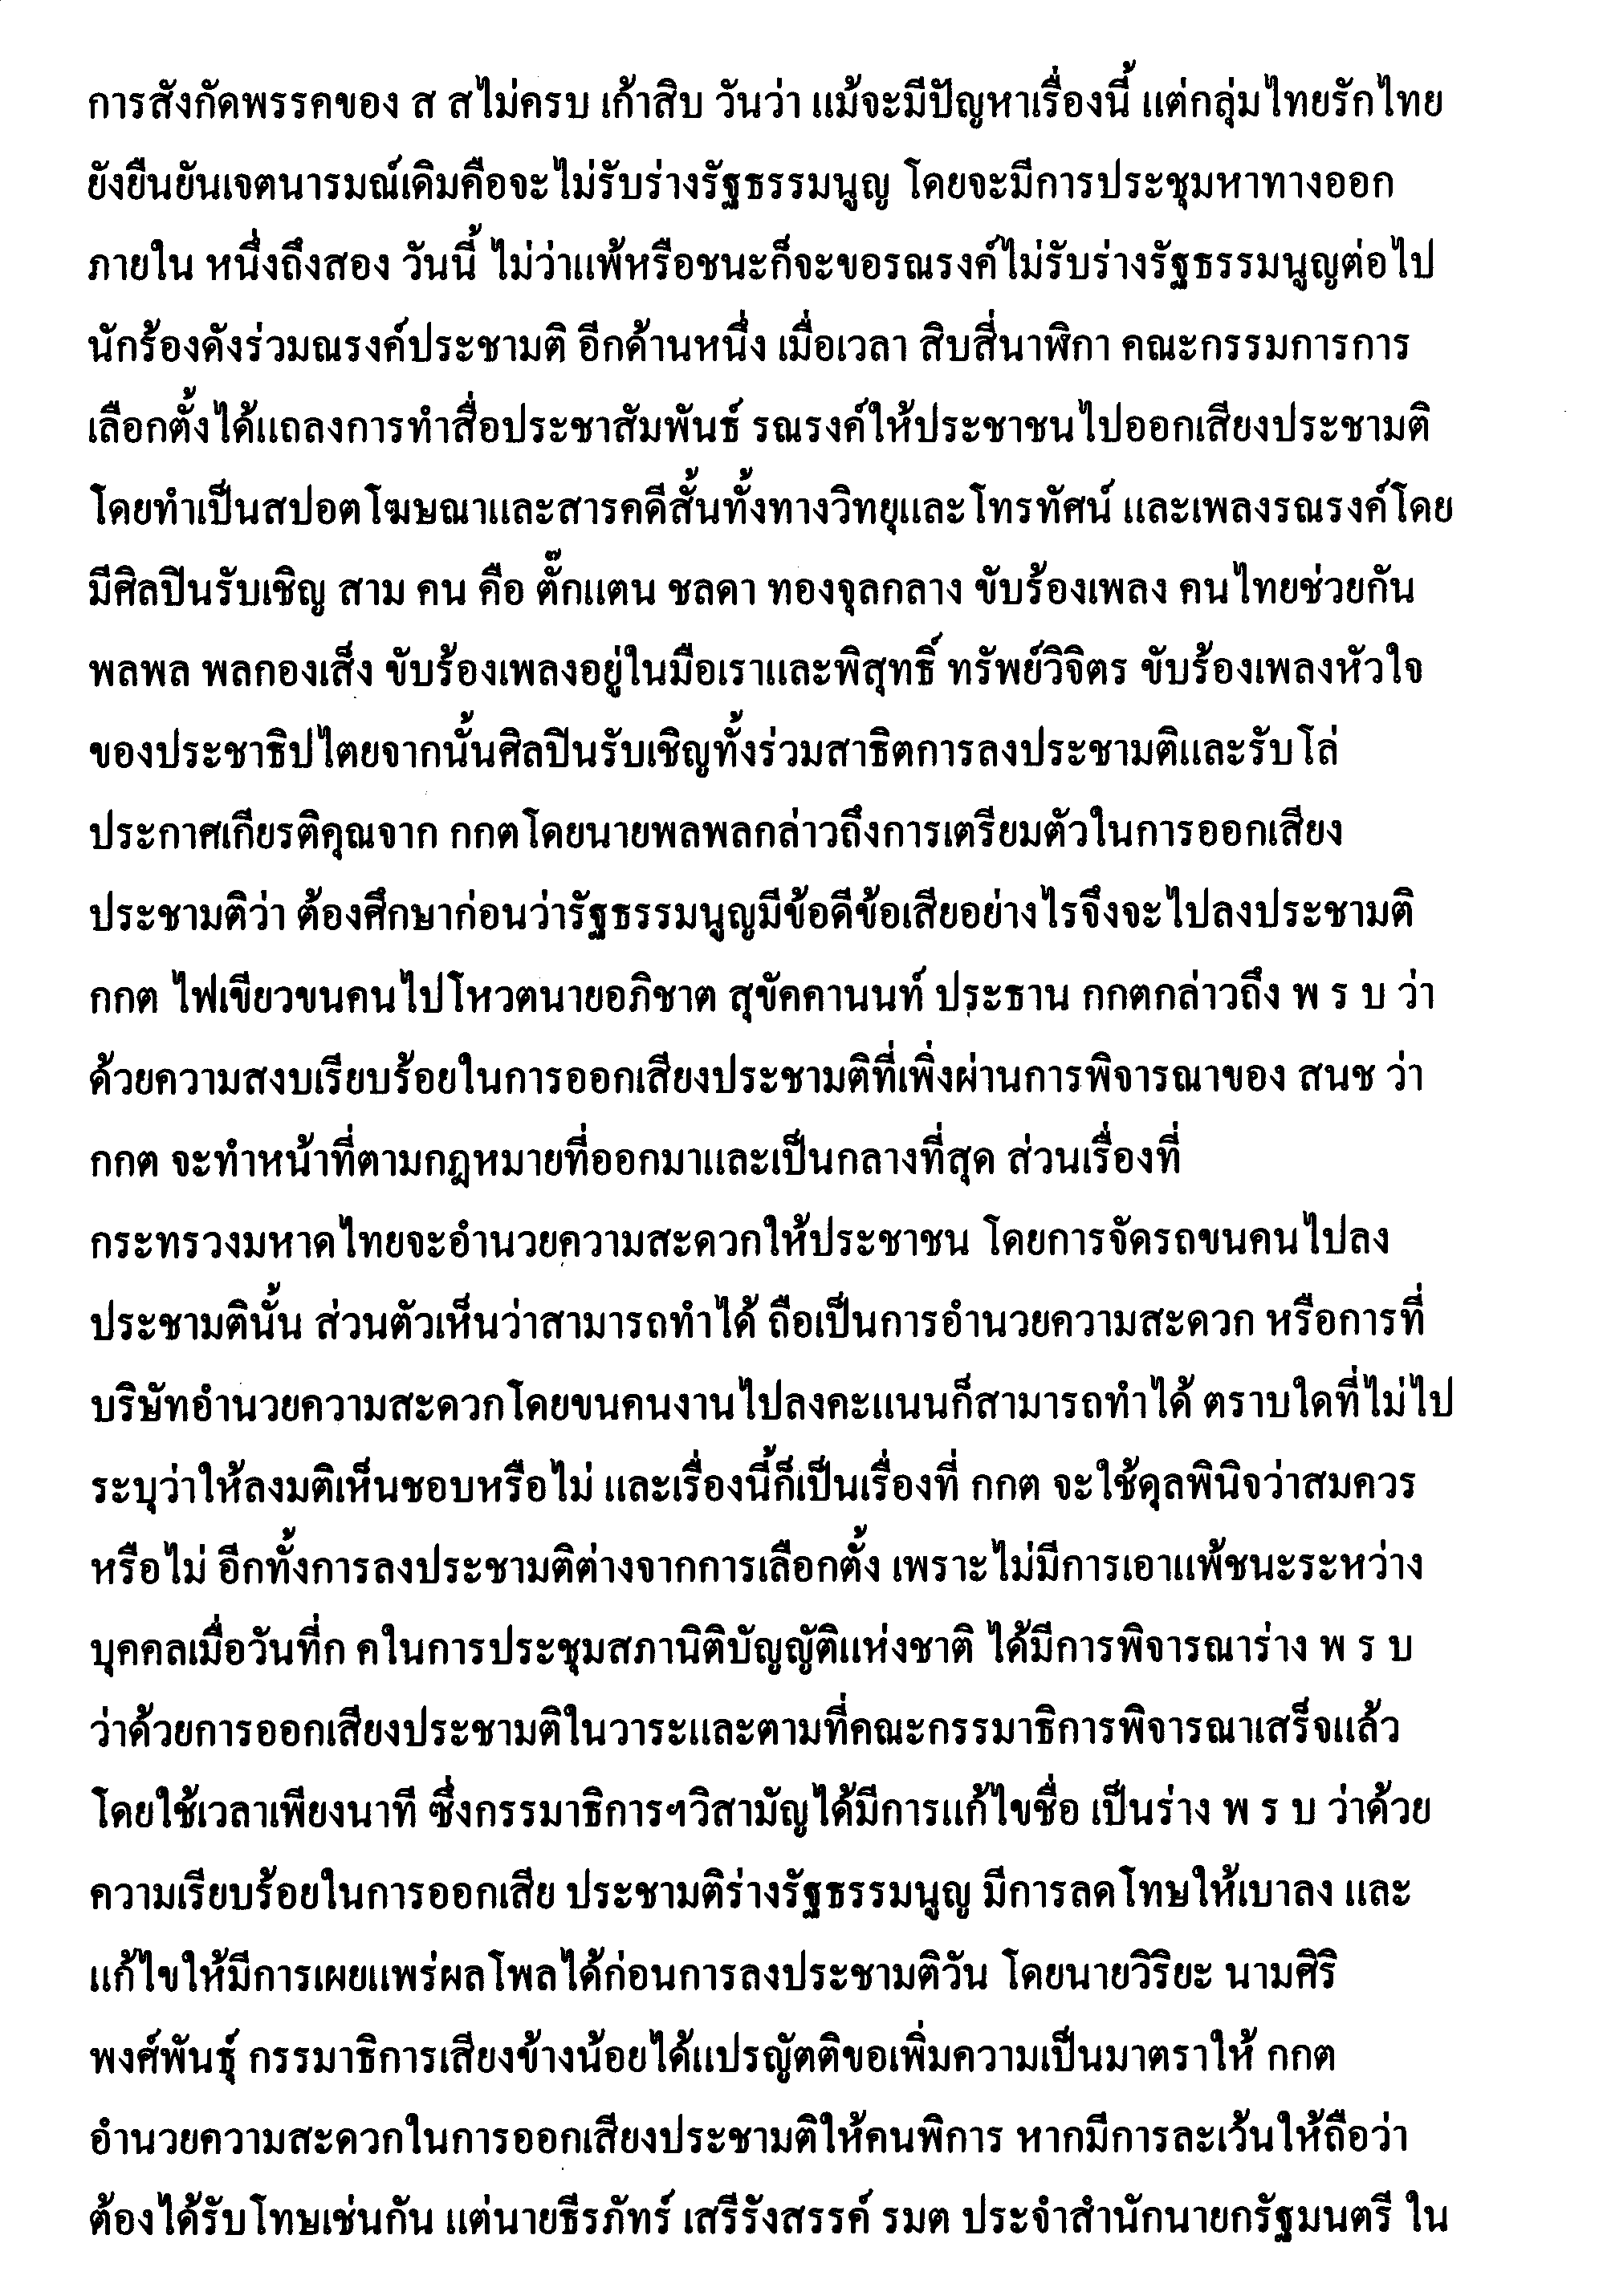 การสังกัดพรรคของ ส สไม่ครบ เก้าสิบ วันว่า แม้จะมีปัญหาเรื่องนี้ แต่กลุ่มไทยรักไทย
ยังยืนยันเจตนารมณ์เดิมคือจะไม่รับร่างรัฐธรรมนูญ โดยจะมีการประชุมหาทางออก
ภายใน หนึ่งถึงสอง วันนี้ ไม่ว่าแพ้หรือชนะก็จะขอรณรงค์ไม่รับร่างรัฐธรรมนูญต่อไป
นักร้องดังร่วมณรงค์ประชามติ อีกด้านหนึ่ง เมื่อเวลา สิบสี่นาฬิกา คณะกรรมการการ
เลือกตั้งได้แถลงการทำสื่อประชาสัมพันธ์ รณรงค์ให้ประชาชนไปออกเสียงประชามติ
โดยทำเป็นสปอตโฆษณาและสารคดีสั้นทั้งทางวิทยุและโทรทัศน์ และเพลงรณรงค์โดย
มีศิลปินรับเชิญ สาม คน คือ ตั๊กแตน ชลดา ทองจุลกลาง ขับร้องเพลง คนไทยช่วยกัน
พลพล พลกองเส็ง ขับร้องเพลงอยู่ในมือเราและพิสุทธิ์ ทรัพย์วิจิตร ขับร้องเพลงหัวใจ
ของประชาธิปไตยจากนั้นศิลปินรับเชิญทั้งร่วมสาธิตการลงประชามติและรับโล่
ประกาศเกียรติคุณจาก กกตโดยนายพลพลกล่าวถึงการเตรียมตัวในการออกเสียง
ประชามติว่า ต้องศึกษาก่อนว่ารัฐธรรมนูญมีข้อดีข้อเสียอย่างไรจึงจะไปลงประชามติ
กกต ไฟเขียวขนคนไปโหวตนายอภิชาต สุขัคคานนท์ ประธาน กกตกล่าวถึง พ ร บ ว่า
ด้วยความสงบเรียบร้อยในการออกเสียงประชามติที่เพิ่งผ่านการพิจารณาของ สนช ว่า
กกต จะทำหน้าที่ตามกฎหมายที่ออกมาและเป็นกลางที่สุด ส่วนเรื่องที่
กระทรวงมหาดไทยจะอำนวยความสะดวกให้ประชาชน โดยการจัดรถขนคนไปลง
ประชามตินั้น ส่วนตัวเห็นว่าสามารถทำได้ ถือเป็นการอำนวยความสะดวก หรือการที่
บริษัทอำนวยความสะดวกโดยขนคนงานไปลงคะแนนก็สามารถทำได้ ตราบใดที่ไม่ไป
ระบุว่าให้ลงมติเห็นชอบหรือไม่ และเรื่องนี้ก็เป็นเรื่องที่ กกต จะใช้ดุลพินิจว่าสมควร
หรือไม่ อีกทั้งการลงประชามติต่างจากการเลือกตั้ง เพราะไม่มีการเอาแพ้ชนะระหว่าง
บุคคลเมื่อวันที่ก คในการประชุมสภานิติบัญญัติแห่งชาติ ได้มีการพิจารณาร่าง พ ร บ
ว่าด้วยการออกเสียงประชามติในวาระและตามที่คณะกรรมาธิการพิจารณาเสร็จแล้ว
โดยใช้เวลาเพียงนาที ซึ่งกรรมาธิการฯวิสามัญได้มีการแก้ไขชื่อ เป็นร่าง พ ร บ ว่าด้วย
ความเรียบร้อยในการออกเสีย ประชามติร่างรัฐธรรมนูญ มีการลดโทษให้เบาลง และ
แก้ไขให้มีการเผยแพร่ผลโพลได้ก่อนการลงประชามติวัน โดยนายวิริยะ นามศิริ
พงศ์พันธุ์ กรรมาธิการเสียงข้างน้อยได้แปรญัตติขอเพิ่มความเป็นมาตราให้ กกต
อำนวยความสะดวกในการออกเสียงประชามติให้คนพิการ หากมีการละเว้นให้ถือว่า
ต้องได้รับโทษเช่นกัน แต่นายธีรภัทร์ เสรีรังสรรค์ รมต ประจำสำนักนายกรัฐมนตรี ใน